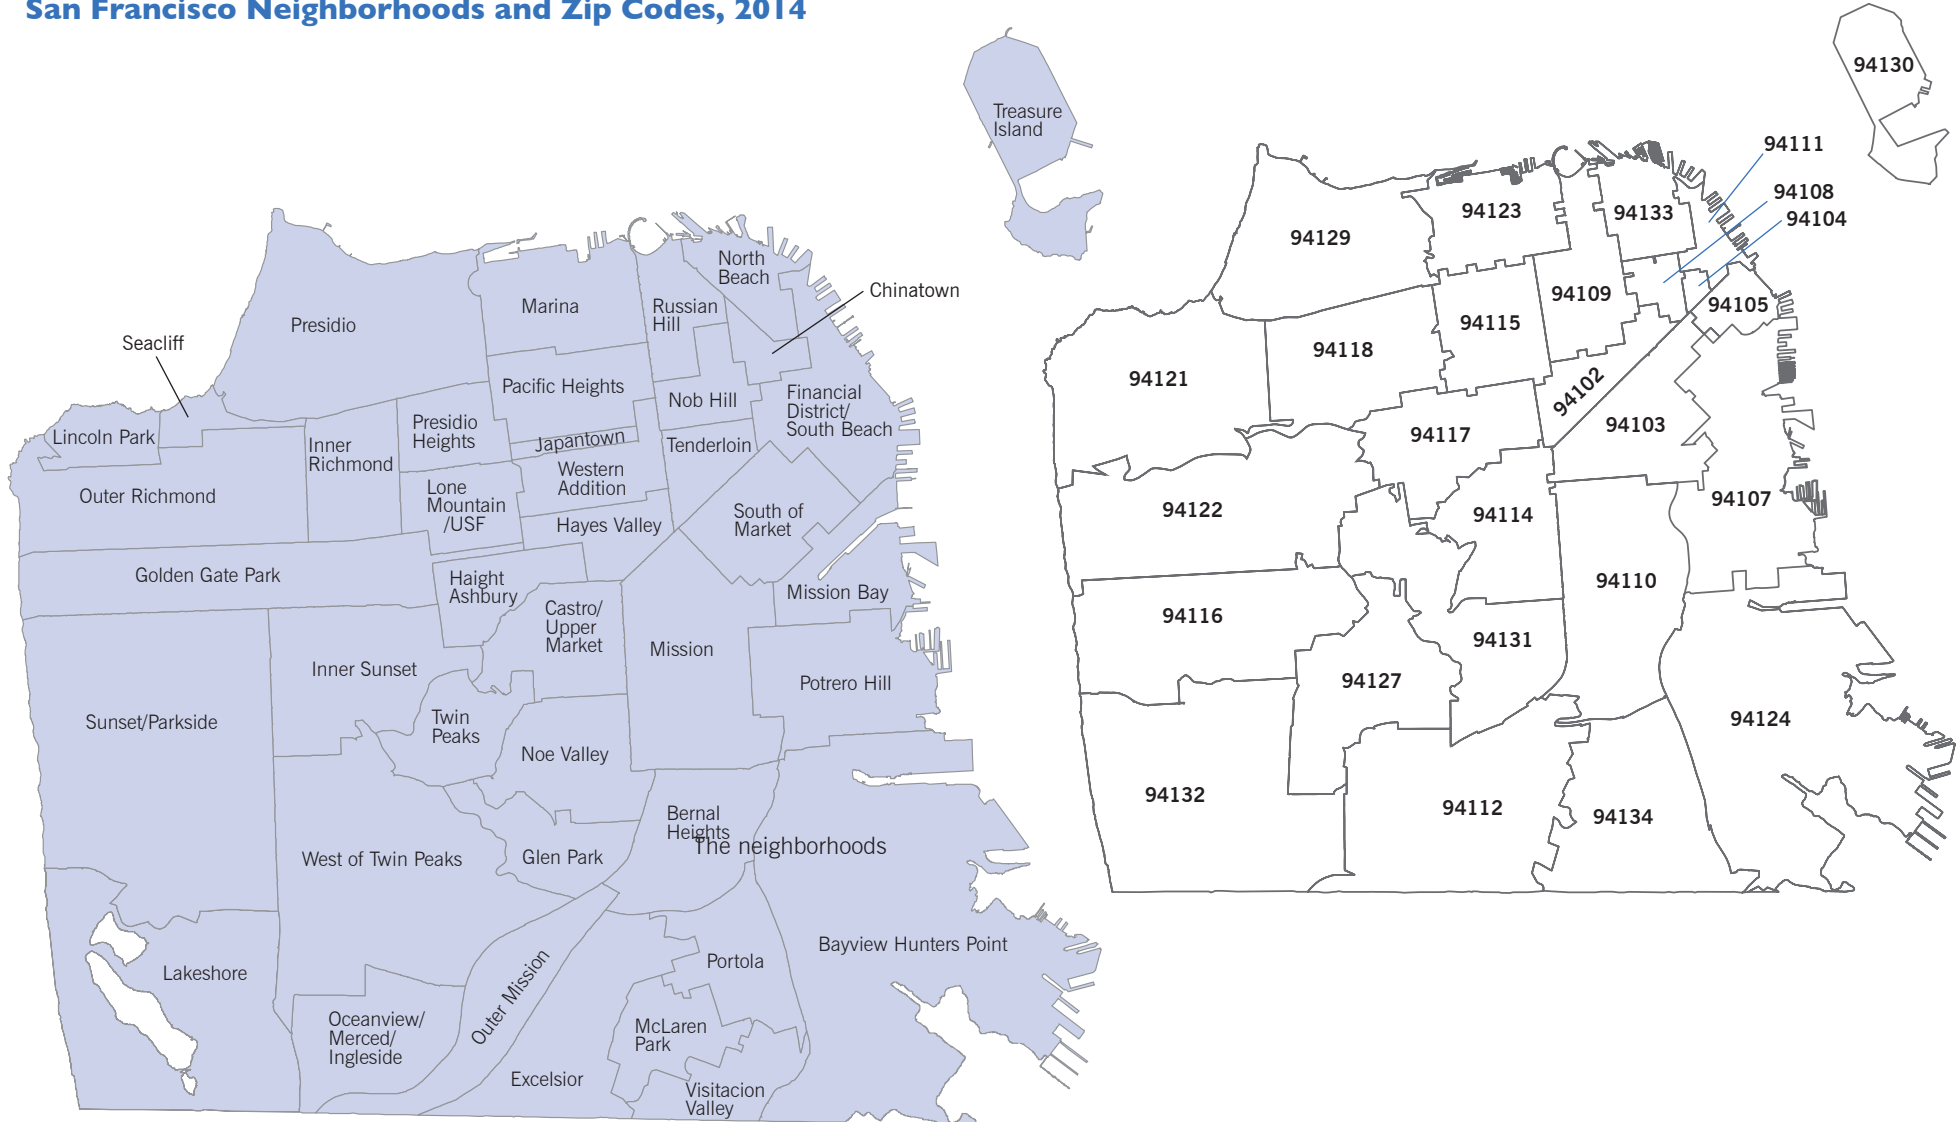 San Francisco Neighborhoods and Zip Codes, 2014
Treasure
Island
North
Beach
Chinatown
Marina
Russian
Hill
Presidio
Seacliff
Pacific Heights
Nob Hill
Financial
District/
South Beach
Lincoln Park
Inner
Richmond
Presidio
Heights
Japantown
Tenderloin
Outer Richmond
Lone
Mountain
/USF
Western
Addition
Hayes Valley
South of
Market
Golden Gate Park
Haight
Ashbury
Castro/
Upper
Market
Mission Bay
Mission
Inner Sunset
Potrero Hill
Sunset/Parkside
Twin
Peaks
Noe Valley
Bernal
Heights
The neighborhoods
West of Twin Peaks
Glen Park
Bayview Hunters Point
Lakeshore
Outer Mission
Portola
Oceanview/
Merced/
Ingleside
McLaren
Park
Excelsior
Visitacion
Valley
94130
94111
94108
94104
94123
94133
94129
94109
94105
94115
94118
94121
94102
94103
94117
94107
94122
94114
94110
94116
94131
94127
94124
94132
94112
94134